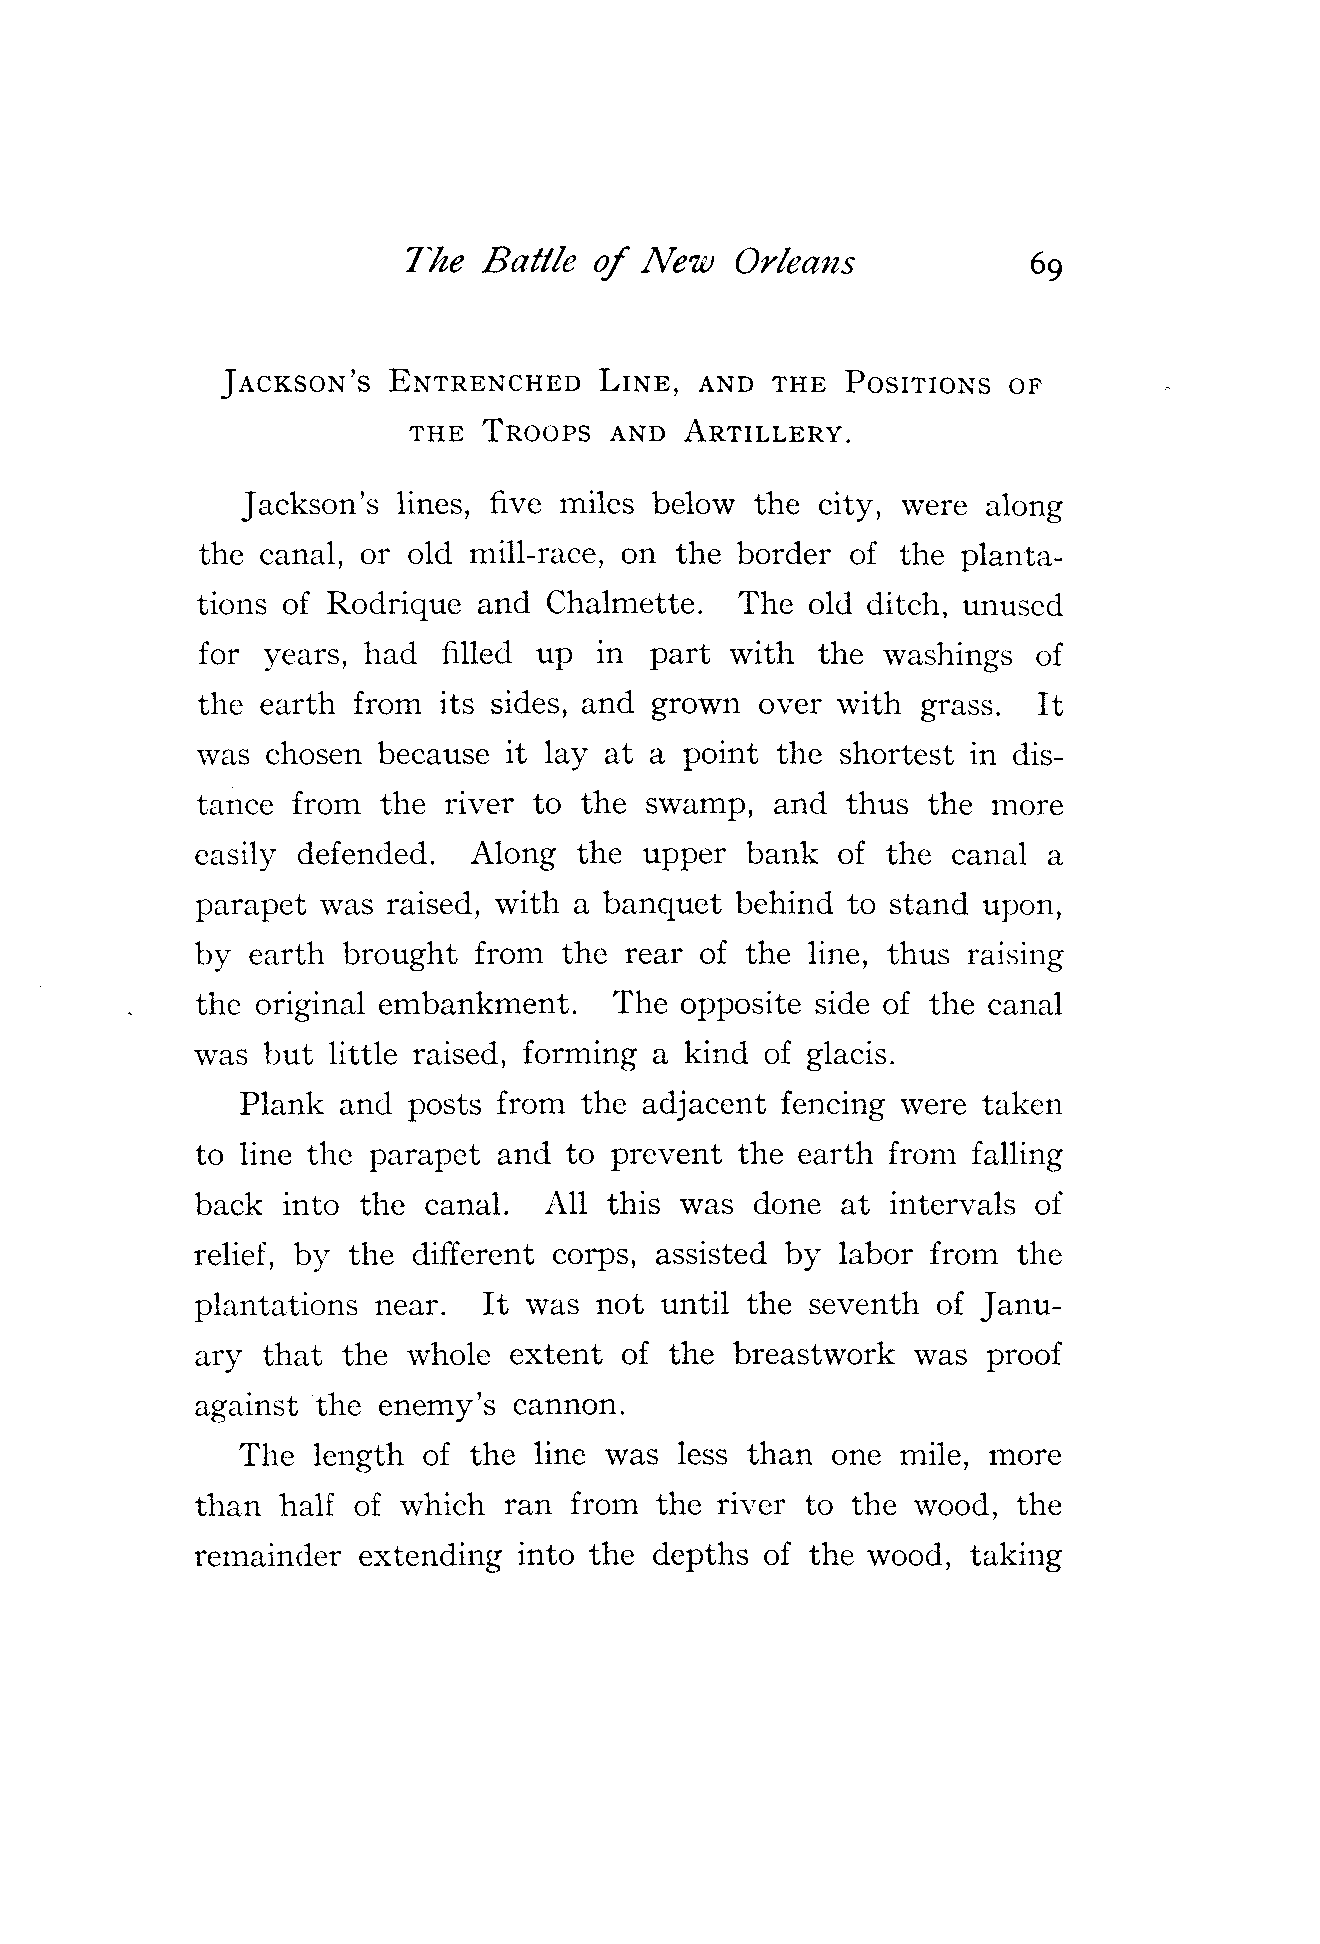 The Battle of New Orleans 69
Jackson's Entrenched Line, and the Positions of
the Troops and Artillery.
Jackson's lines, five miles below the city, were along
the canal, or old mill-race, on the border of the planta-
tions of Rodrique and Chalmette. The old ditch, unused
for years, had filled up in part with the washings of
the earth from its sides, and grown over with grass. It
was chosen because it lay at a point the shortest in dis-
tance from the river to the swamp, and thus the more
easily defended. Along the upper bank of the canal a
parapet was raised, with a banquet behind to stand upon,
by earth brought from the rear of the line, thus raising
the original embankment. The opposite side of the canal
was but little raised, forming a kind of glacis.
Plank and posts from the adjacent fencing were taken
to line the parapet and to prevent the earth from falling
back into the canal. All this was done at intervals of
relief, by the different corps, assisted by labor from the
plantations near. It was not until the seventh of Janu-
ary that the whole extent of the breastwork was proof
against the enemy's cannon.
The length of the line was less than one mile, more
than half of which ran from the river to the wood, the
remainder extending into the depths of the wood, taking